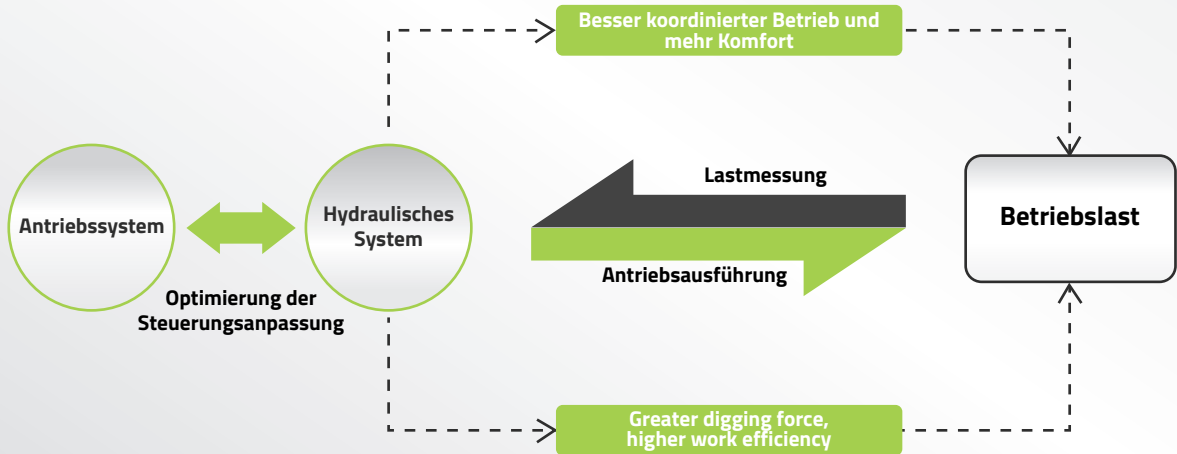 Besser koordinierter Betrieb und
mehr Komfort
Lastmessung
Antriebssystem
Hydraulisches
System
Betriebslast
Antriebsausführung
Optimierung der
Steuerungsanpassung
Greater digging force,
higher work efficiency